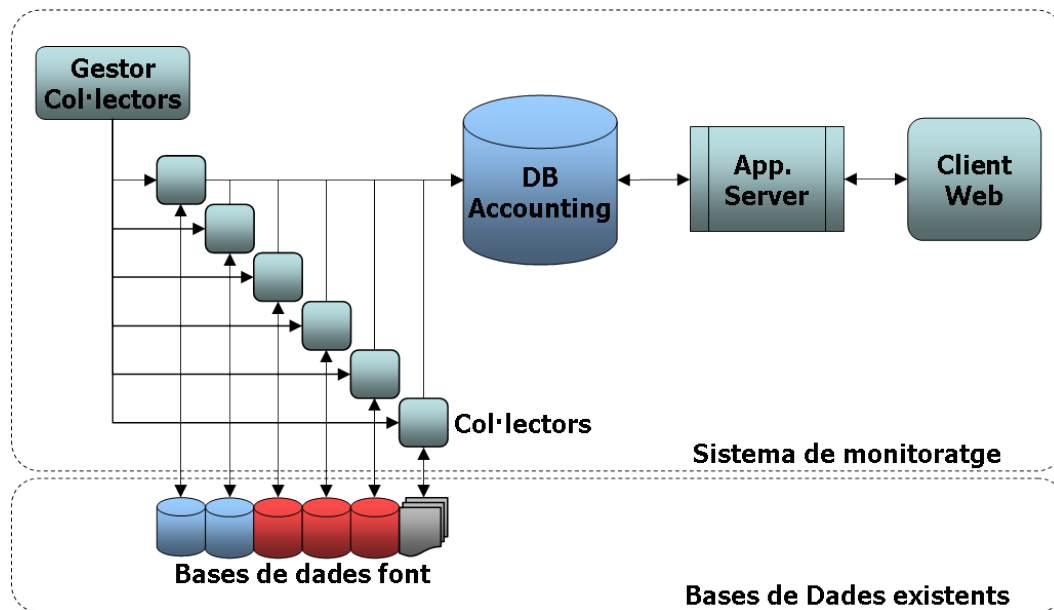 Gestor
Col·lectors
DB
Accounting
App.
Server
Client
Web
Col·lectors
Sistema de monitoratge
Bases de dades font
Bases de Dades existents